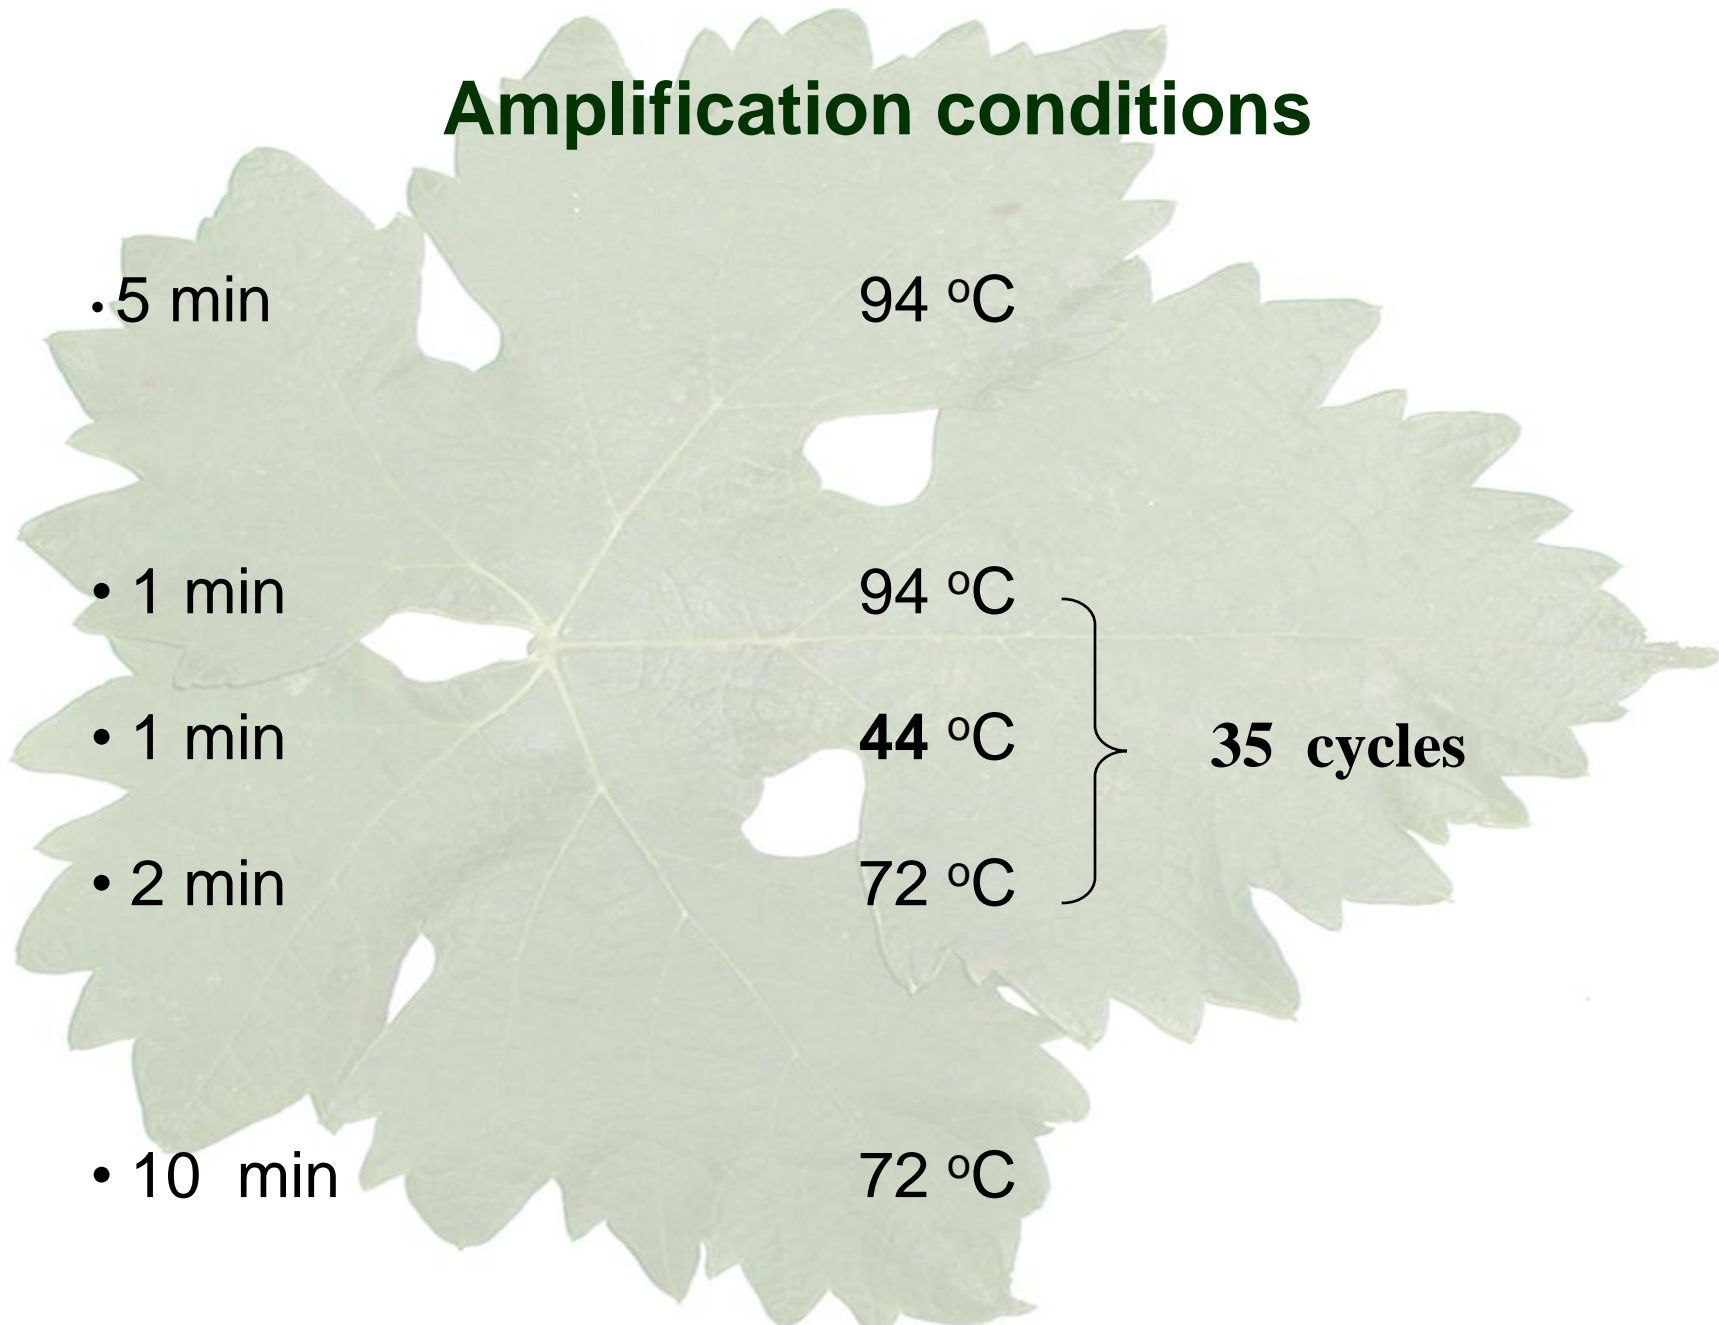 Amplification conditions
• 5 min 94 ºC
• 1 min 94 ºC
• 1 min 44 ºC 35 cycles
• 2 min 72 ºC
• 10 min 72 ºC